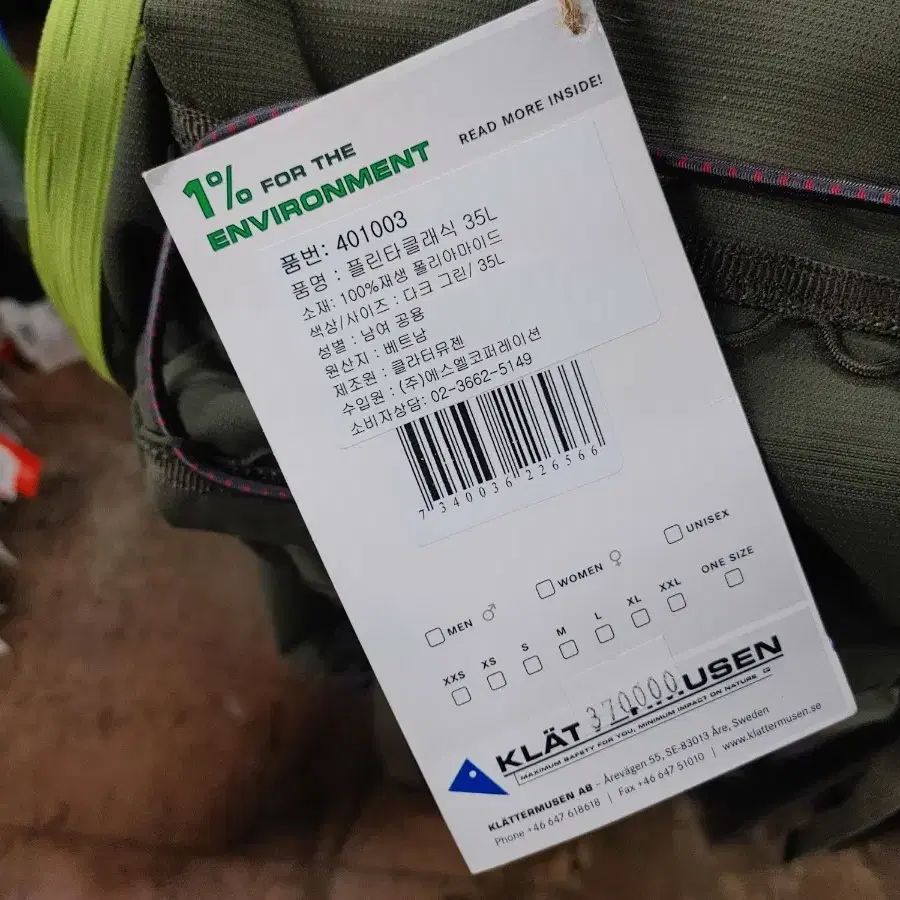 READ MORE INSIDE!
1% FOR THE
ENVIRONMENT
품번: 401003
품명 : 플린타클래식 35L
소재: 100%재생 폴리아마이드
색상/사이즈 : 다크 그린/ 35L
성별 : 남여 공용
원산지 : 베트남
제조원 : 클라터뮤젠
수입원 : (주)에스엘코퍼레이션
소비자상담: 02-3662-5149
7 340036 226566
MEN ♂ WOMEN ♀ UNISEX
XXS XS S M L XL XXL ONE SIZE
370000
KLÄT USEN
MAXIMUM SAFETY FOR YOU, MINIMUM IMPACT ON NATURE
KLÄTTERMUSEN AB – Årevägen 55, SE-83013 Åre, Sweden
Phone +46 647 618618 | Fax +46 647 51010 | www.klattermusen.se